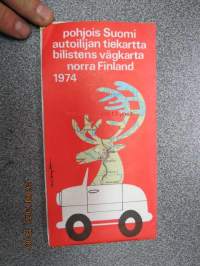 pohjois Suomi
autoilijan tiekartta
bilistens vägkarta
norra Finland
1974